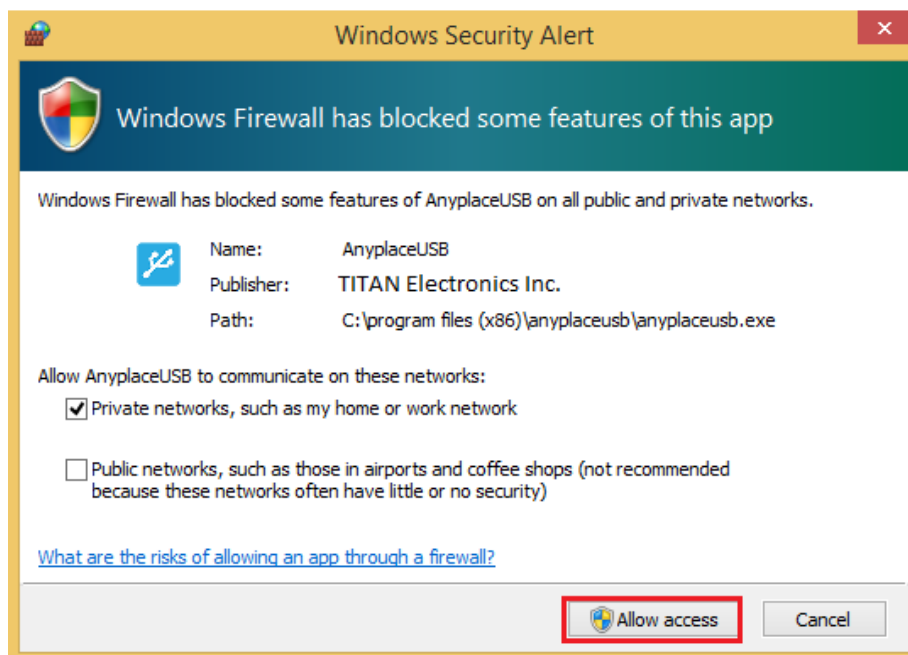 Windows Security Alert
Windows Firewall has blocked some features of this app
Windows Firewall has blocked some features of AnyplaceUSB on all public and private networks.
Name: AnyplaceUSB
Publisher: TITAN Electronics Inc.
Path: C:\program files (x86)\anyplaceusb\anyplaceusb.exe
Allow AnyplaceUSB to communicate on these networks:
Private networks, such as my home or work network
Public networks, such as those in airports and coffee shops (not recommended
because these networks often have little or no security)
What are the risks of allowing an app through a firewall?
Allow access Cancel